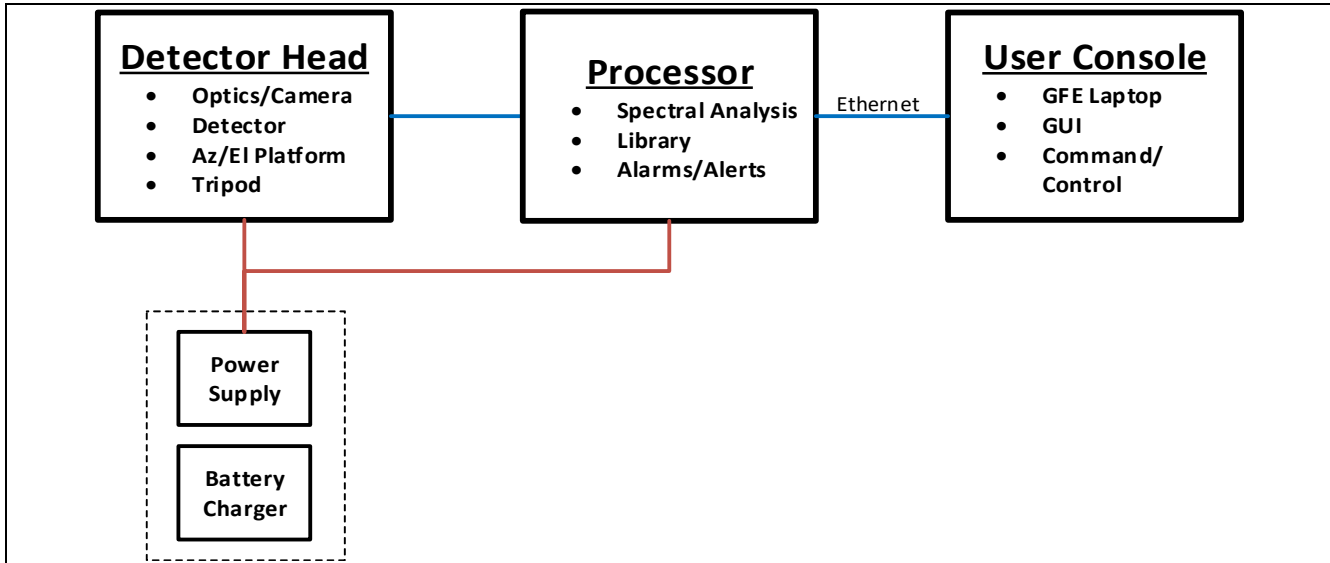 Detector Head
• Optics/Camera
• Detector
• Az/El Platform
• Tripod
Processor
• Spectral Analysis
• Library
• Alarms/Alerts
Ethernet
User Console
• GFE Laptop
• GUI
• Command/
Control
Power
Supply
Battery
Charger